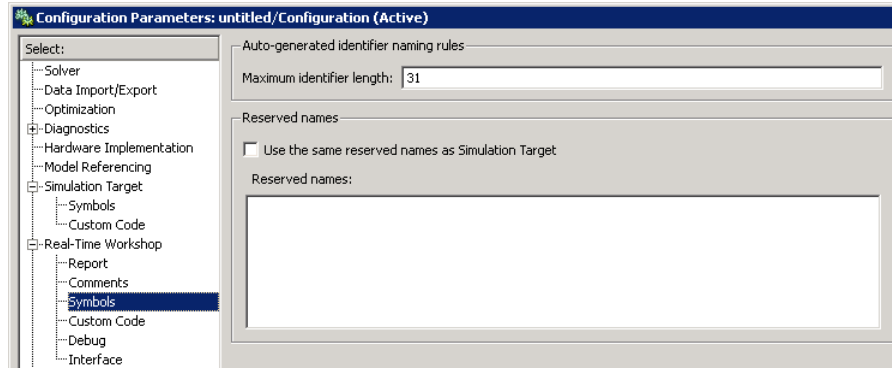 Configuration Parameters: untitled/Configuration (Active)
Select:
Solver
Data Import/Export
Optimization
Diagnostics
Hardware Implementation
Model Referencing
Simulation Target
Symbols
Custom Code
Real-Time Workshop
Report
Comments
Symbols
Custom Code
Debug
Interface
Auto-generated identifier naming rules
Maximum identifier length: 31
Reserved names
Use the same reserved names as Simulation Target
Reserved names: